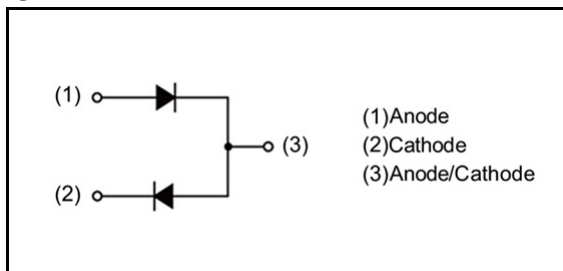 (1)
(1)Anode
(3)
(2)Cathode
(3)Anode/Cathode
(2)